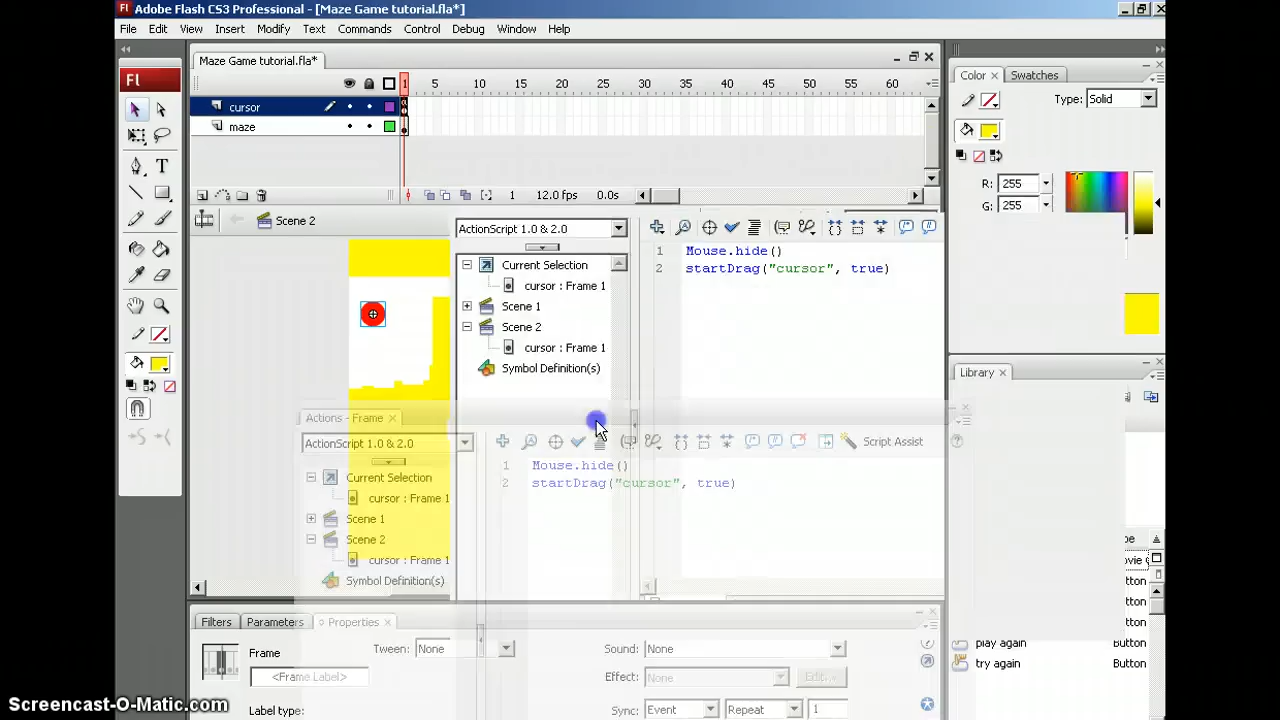 Adobe Flash CS3 Professional - [Maze Game tutorial.fla*]
File Edit View Insert Modify Text Commands Control Debug Window Help
Maze Game tutorial.fla*
Fl
1 5 10 15 20 25 30 35 40 45 50 55 60
cursor
maze
1 12.0 fps 0.0s
Scene 2
Color Swatches
Type: Solid
R: 255
G: 255
ActionScript 1.0 & 2.0
Current Selection
cursor : Frame 1
Scene 1
Scene 2
cursor : Frame 1
Symbol Definition(s)
1 Mouse.hide()
2 startDrag("cursor", true)
Library
Actions - Frame
ActionScript 1.0 & 2.0
Script Assist
Current Selection
cursor : Frame 1
Scene 1
Scene 2
cursor : Frame 1
Symbol Definition(s)
1 Mouse.hide()
2 startDrag("cursor", true)
Button
Button
Button
play again Button
try again Button
Filters Parameters Properties
Frame
<Frame Label>
Label type:
Tween: None
Sound: None
Effect: None Edit...
Sync: Event Repeat 1
Screencast-O-Matic.com